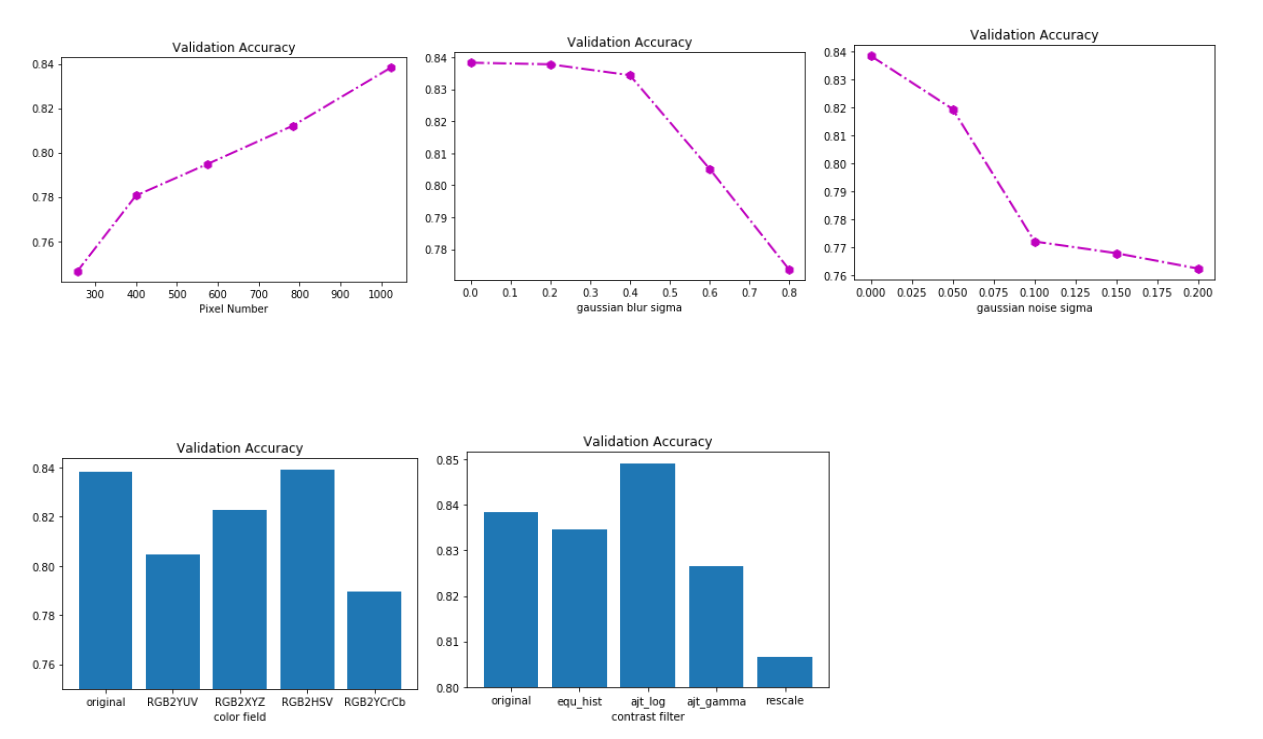 Validation Accuracy
0.84
0.82
0.80
0.78
0.76
300 400 500 600 700 800 900 1000
Pixel Number
Validation Accuracy
0.84
0.83
0.82
0.81
0.80
0.79
0.78
0.0 0.1 0.2 0.3 0.4 0.5 0.6 0.7 0.8
gaussian blur sigma
Validation Accuracy
0.84
0.83
0.82
0.81
0.80
0.79
0.78
0.77
0.76
0.000 0.025 0.050 0.075 0.100 0.125 0.150 0.175 0.200
gaussian noise sigma
Validation Accuracy
0.84
0.82
0.80
0.78
0.76
original RGB2YUV RGB2XYZ RGB2HSV RGB2YCrCb
color field
Validation Accuracy
0.85
0.84
0.83
0.82
0.81
0.80
original equ_hist ajt_log ajt_gamma rescale
contrast filter